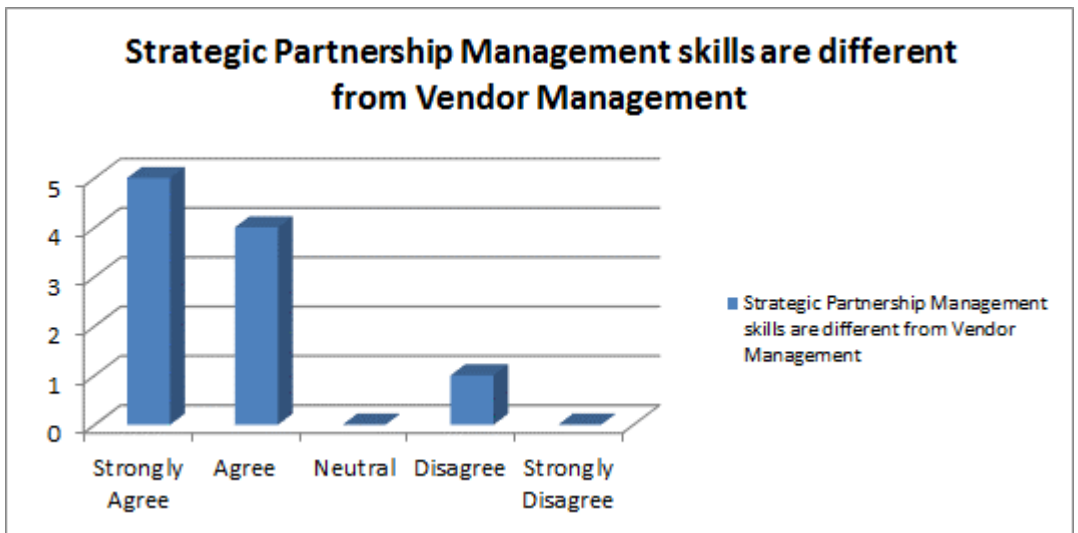 Strategic Partnership Management skills are different
from Vendor Management
5
4
3
2
1
0
Strongly
Agree
Agree
Neutral
Disagree
Strongly
Disagree
Strategic Partnership Management
skills are different from Vendor
Management